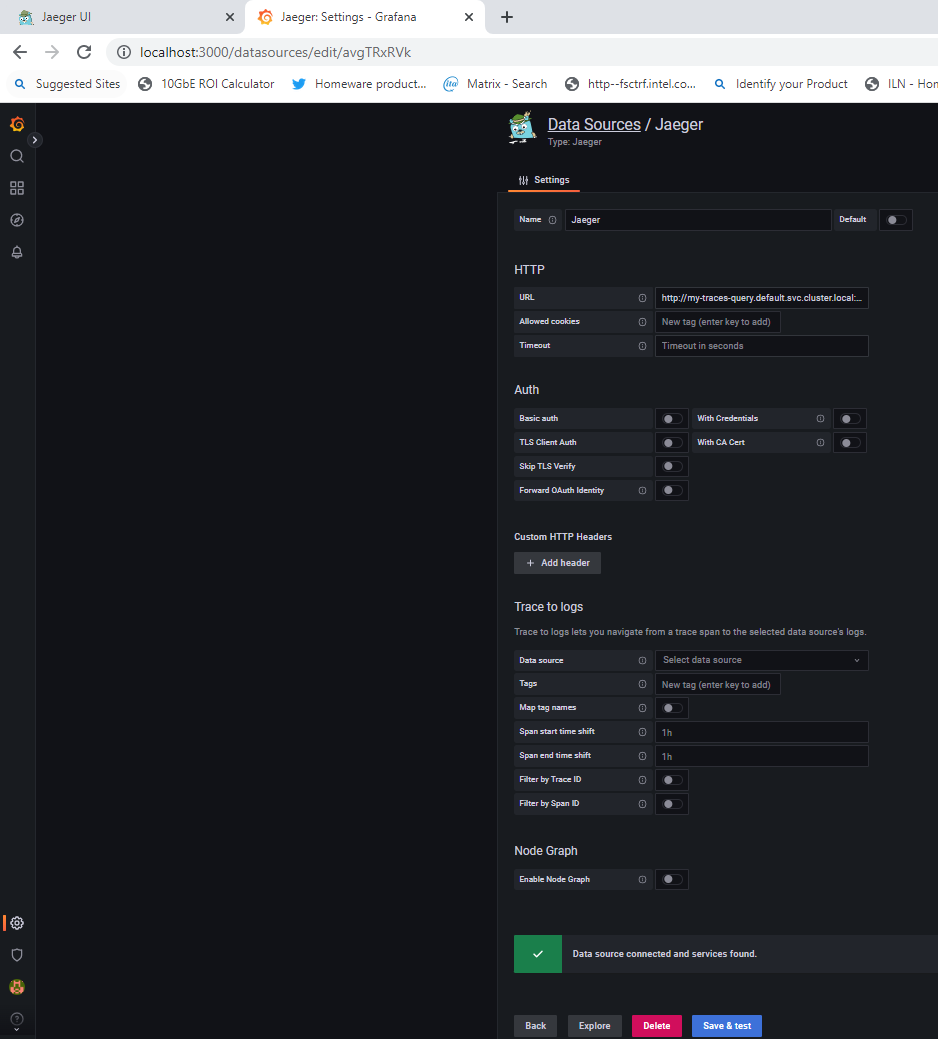 Jaeger UI
Jaeger: Settings - Grafana
localhost:3000/datasources/edit/avgTRxRVk
Suggested Sites 10GbE ROI Calculator Homeware product... Matrix - Search http--fsctrf.intel.co... Identify your Product ILN - Hon
Data Sources / Jaeger
Type: Jaeger
Settings
Name Jaeger Default
HTTP
URL http://my-traces-query.default.svc.cluster.local:...
Allowed cookies New tag (enter key to add)
Timeout Timeout in seconds
Auth
Basic auth With Credentials
TLS Client Auth With CA Cert
Skip TLS Verify
Forward OAuth Identity
Custom HTTP Headers
+ Add header
Trace to logs
Trace to logs lets you navigate from a trace span to the selected data source's logs.
Data source Select data source
Tags New tag (enter key to add)
Map tag names
Span start time shift 1h
Span end time shift 1h
Filter by Trace ID
Filter by Span ID
Node Graph
Enable Node Graph
Data source connected and services found.
Back Explore Delete Save & test